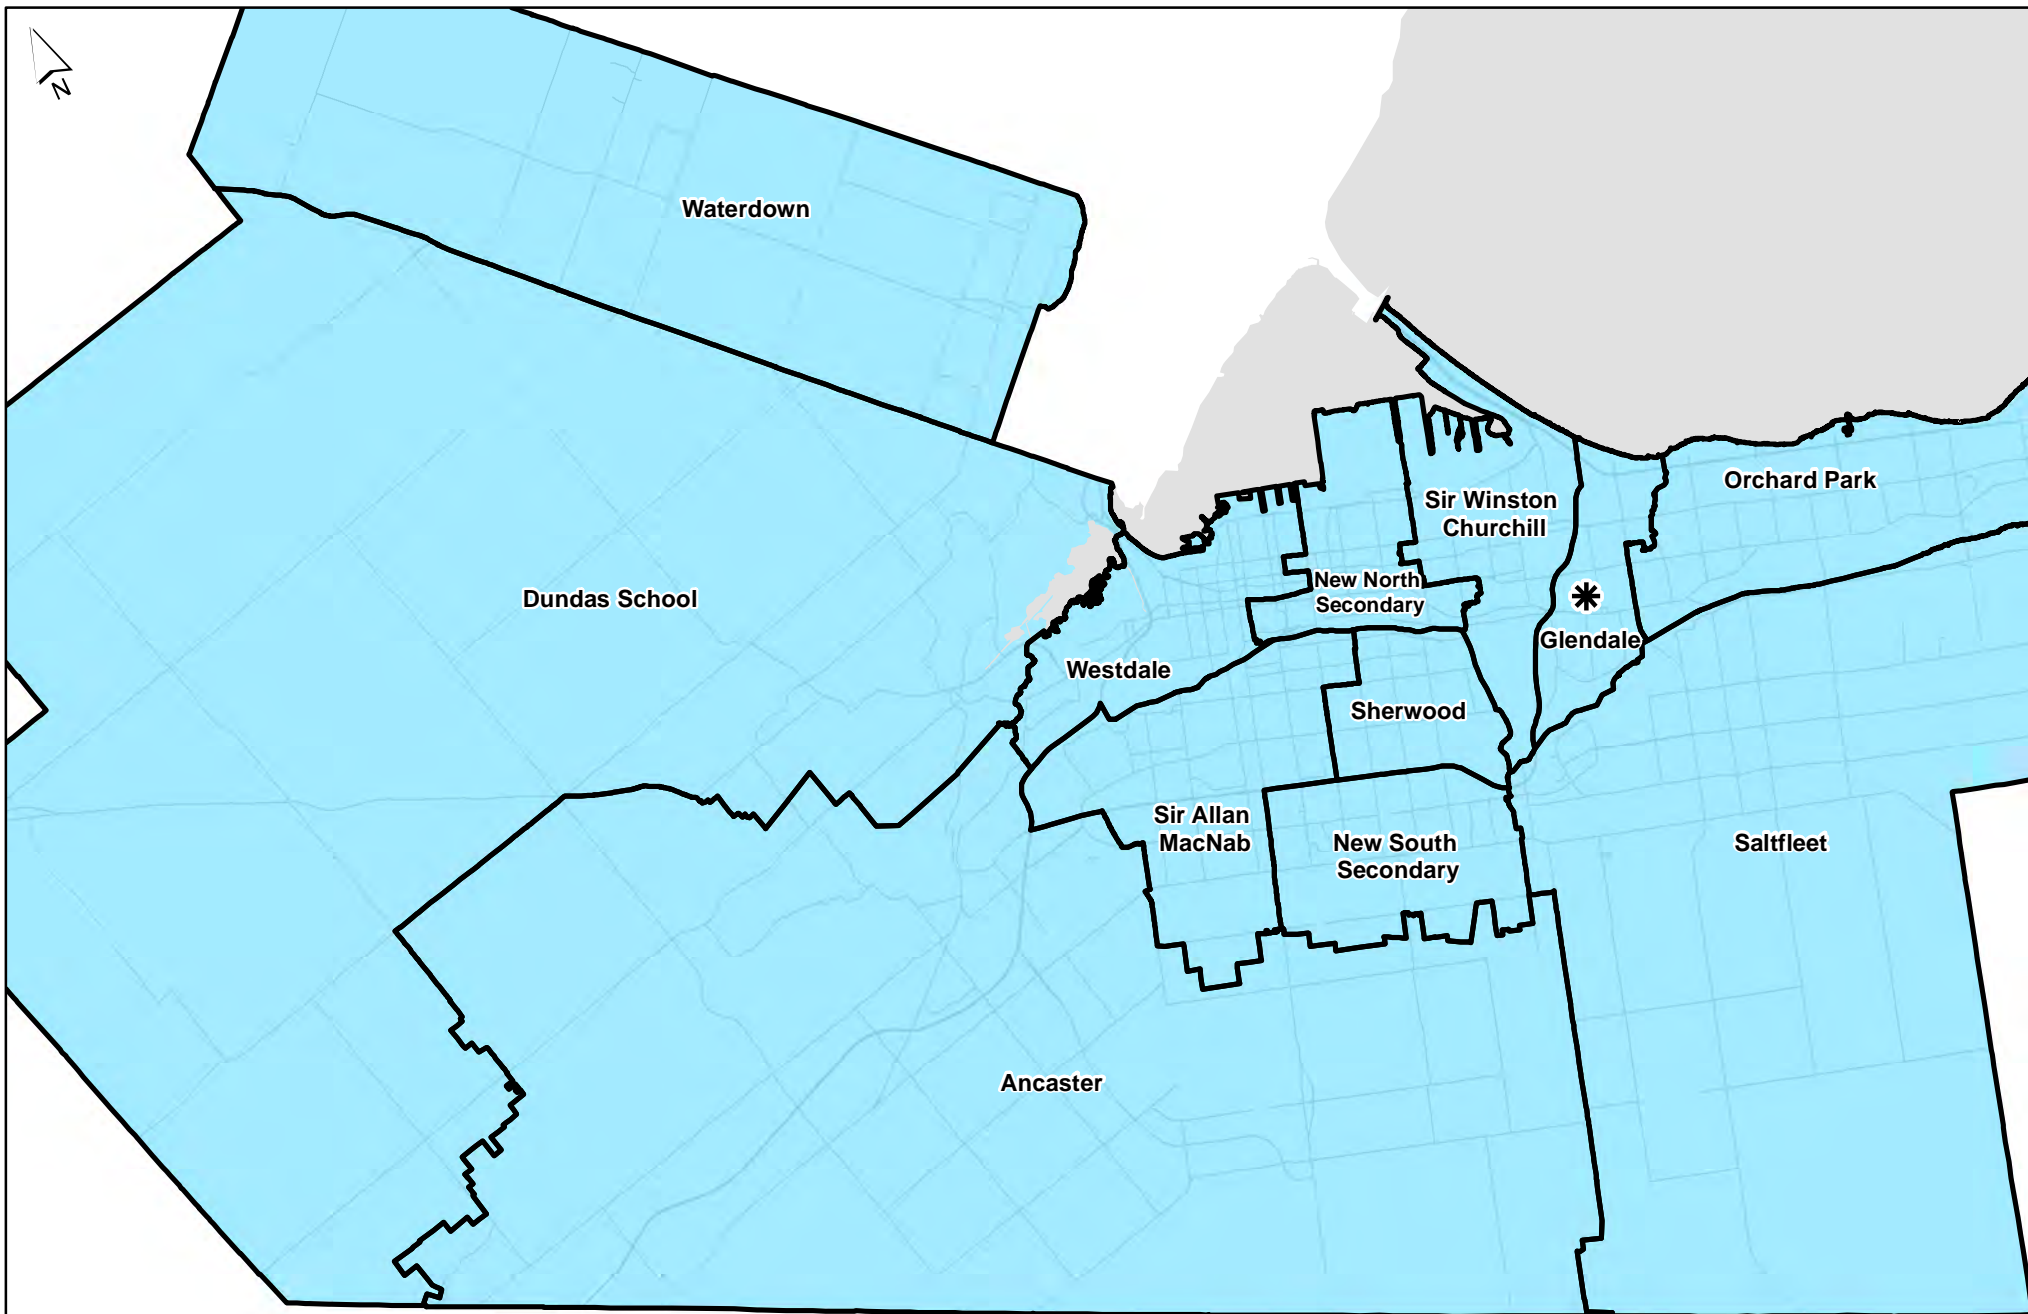 N
Waterdown
Orchard Park
Sir Winston
Churchill
New North
Secondary
Dundas School
Glendale
Westdale
Sherwood
Sir Allan
MacNab
New South
Secondary
Saltfleet
Ancaster